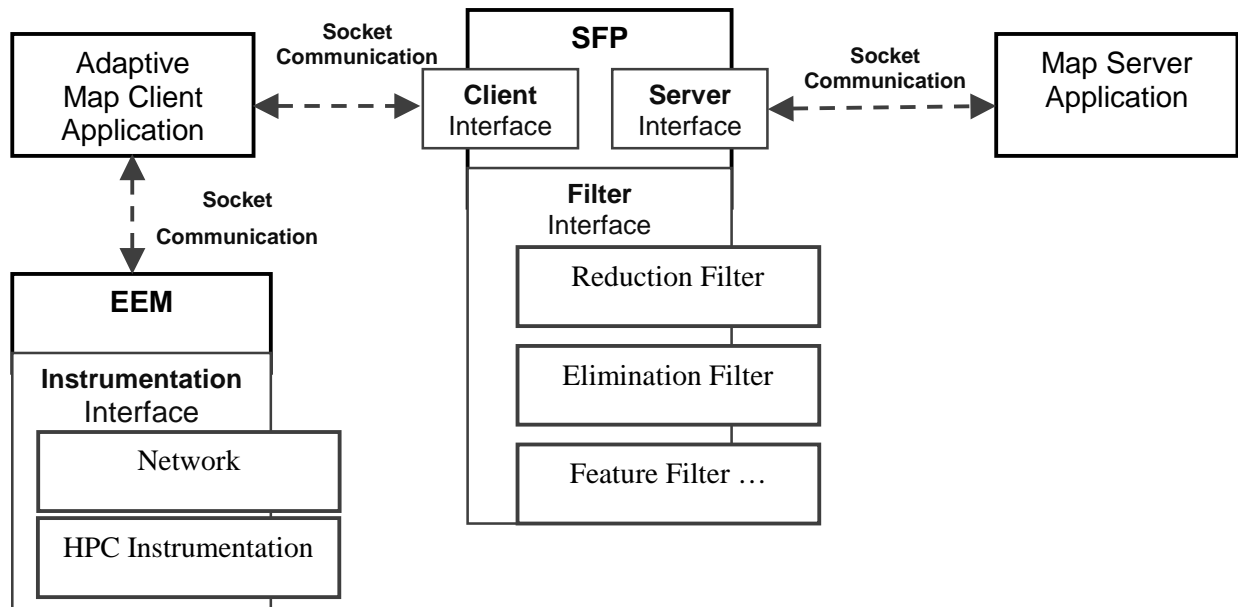 Adaptive
Map Client
Application
Socket
Communication
SFP
Client
Interface
Server
Interface
Socket
Communication
Map Server
Application
Socket
Communication
Filter
Interface
Reduction Filter
Elimination Filter
Feature Filter …
EEM
Instrumentation
Interface
Network
HPC Instrumentation